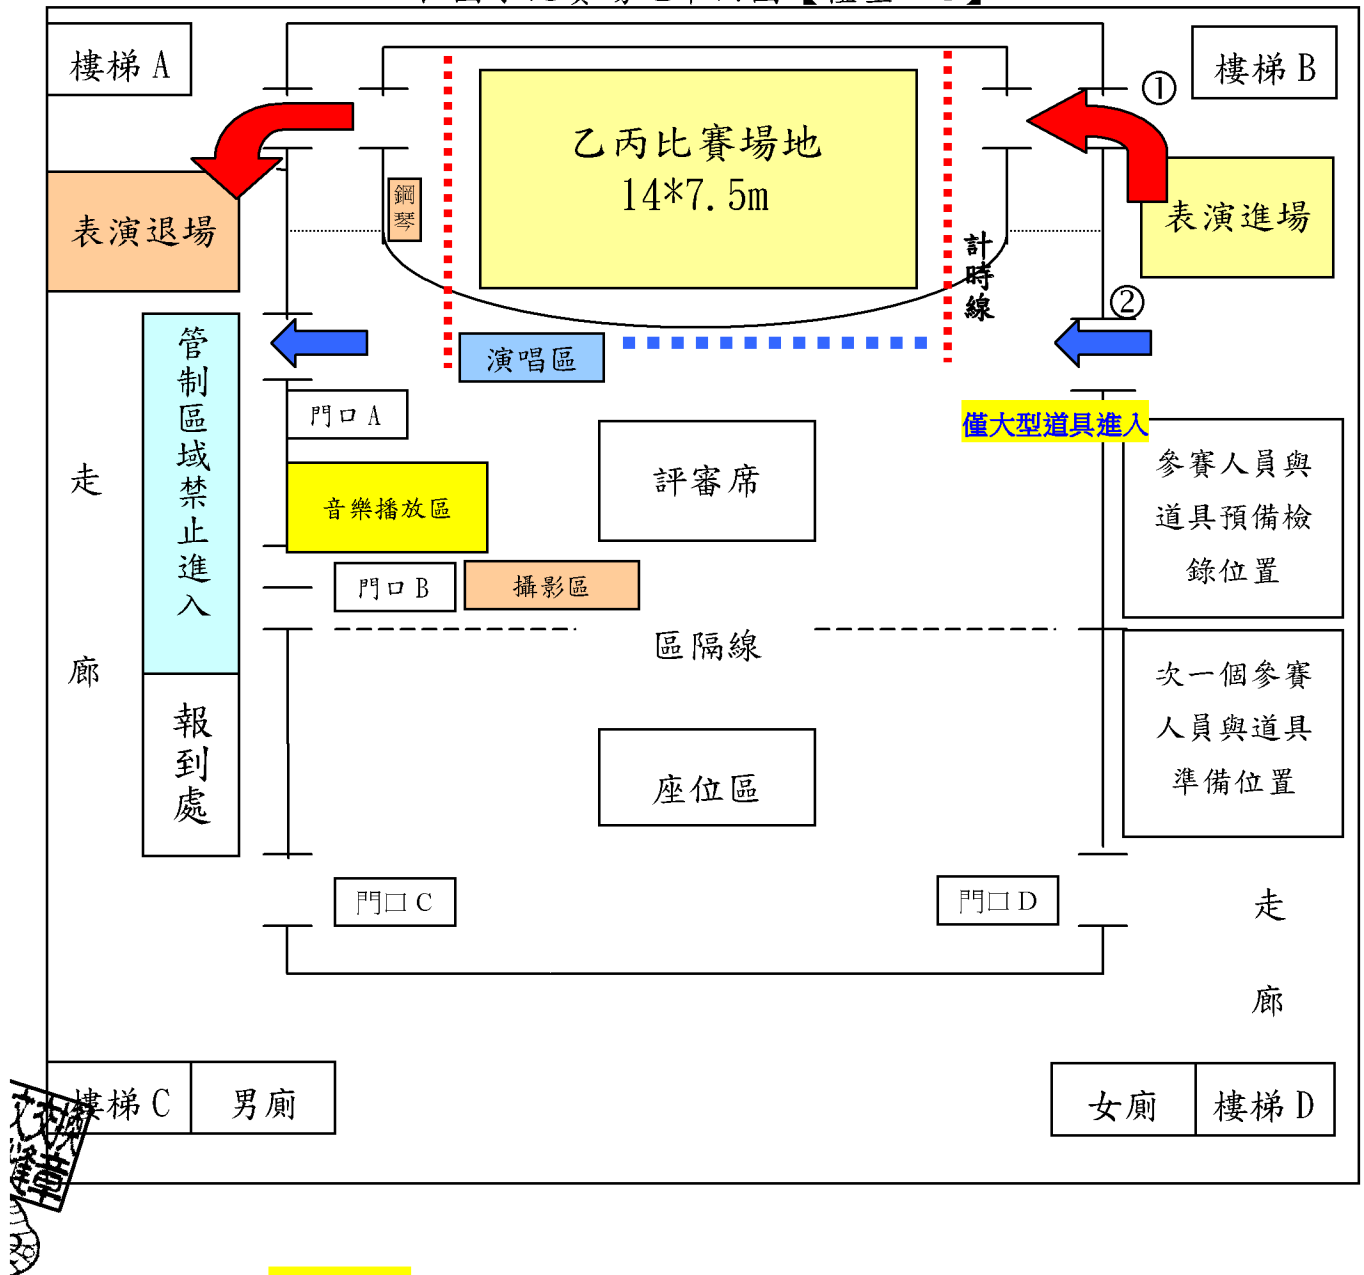 樓梯 A
樓梯 B
①
乙丙比賽場地
14*7.5m
鋼琴
表演退場
表演進場
計時線
②
演唱區
管制區域禁止進入
門口 A
僅大型道具進入
評審席
參賽人員與
道具預備檢
錄位置
走廊
音樂播放區
門口 B
攝影區
區隔線
次一個參賽
人員與道具
準備位置
報到處
座位區
門口 C
門口 D
走廊
樓梯 C
男廁
女廁
樓梯 D